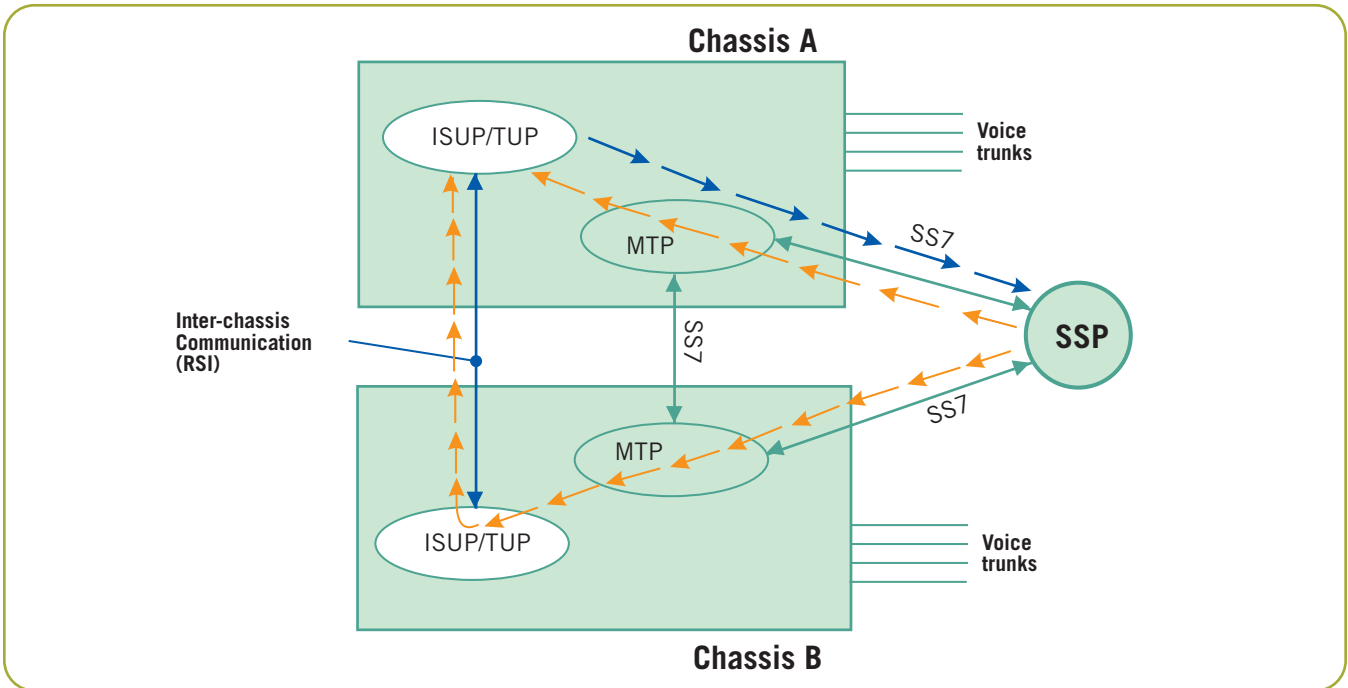 Chassis A
ISUP/TUP
Voice
trunks
MTP
SS7
Inter-chassis
Communication
(RSI)
SS7
SSP
MTP
SS7
ISUP/TUP
Voice
trunks
Chassis B